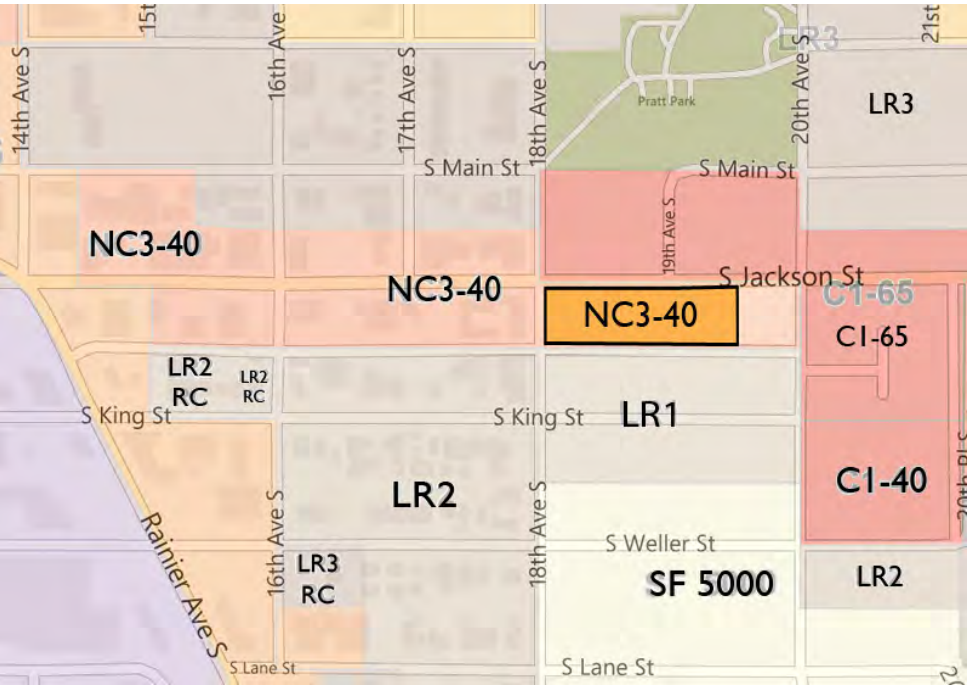 15t
16th Ave
21st
14th Ave S
17th Ave S
18th Ave S
LR3
20th Ave S
Pratt Park
LR3
S Main St
S Main St
19th Ave S
NC3-40
NC3-40
S Jackson St
C1-65
NC3-40
C1-65
LR2
RC
LR2
RC
S King St
S King St
LR1
LR2
C1-40
20th Pl S
Rainier Ave S
16th Ave S
18th Ave S
S Weller St
LR3
RC
SF 5000
LR2
S Lane St
S Lane St